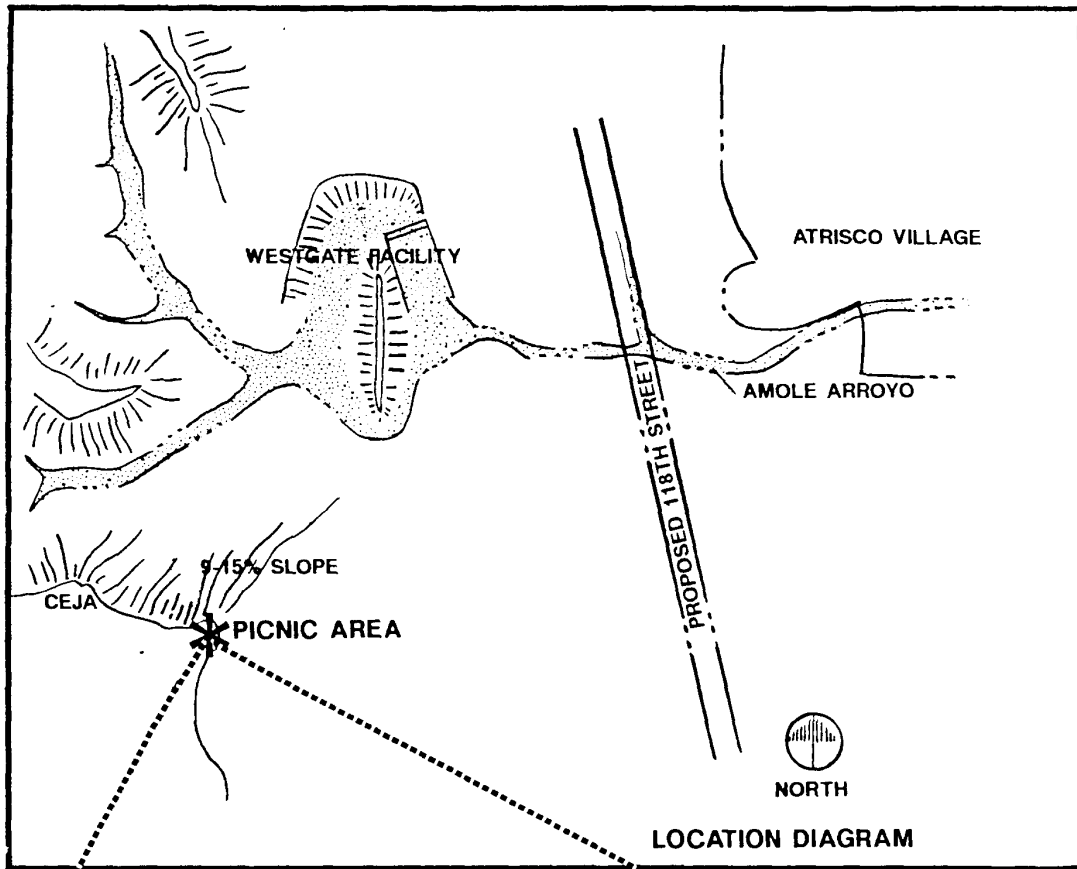 ATRISCO VILLAGE
WESTGATE FACILITY
AMOLE ARROYO
PROPOSED 118TH STREET
9-15% SLOPE
CEJA
PICNIC AREA
NORTH
LOCATION DIAGRAM